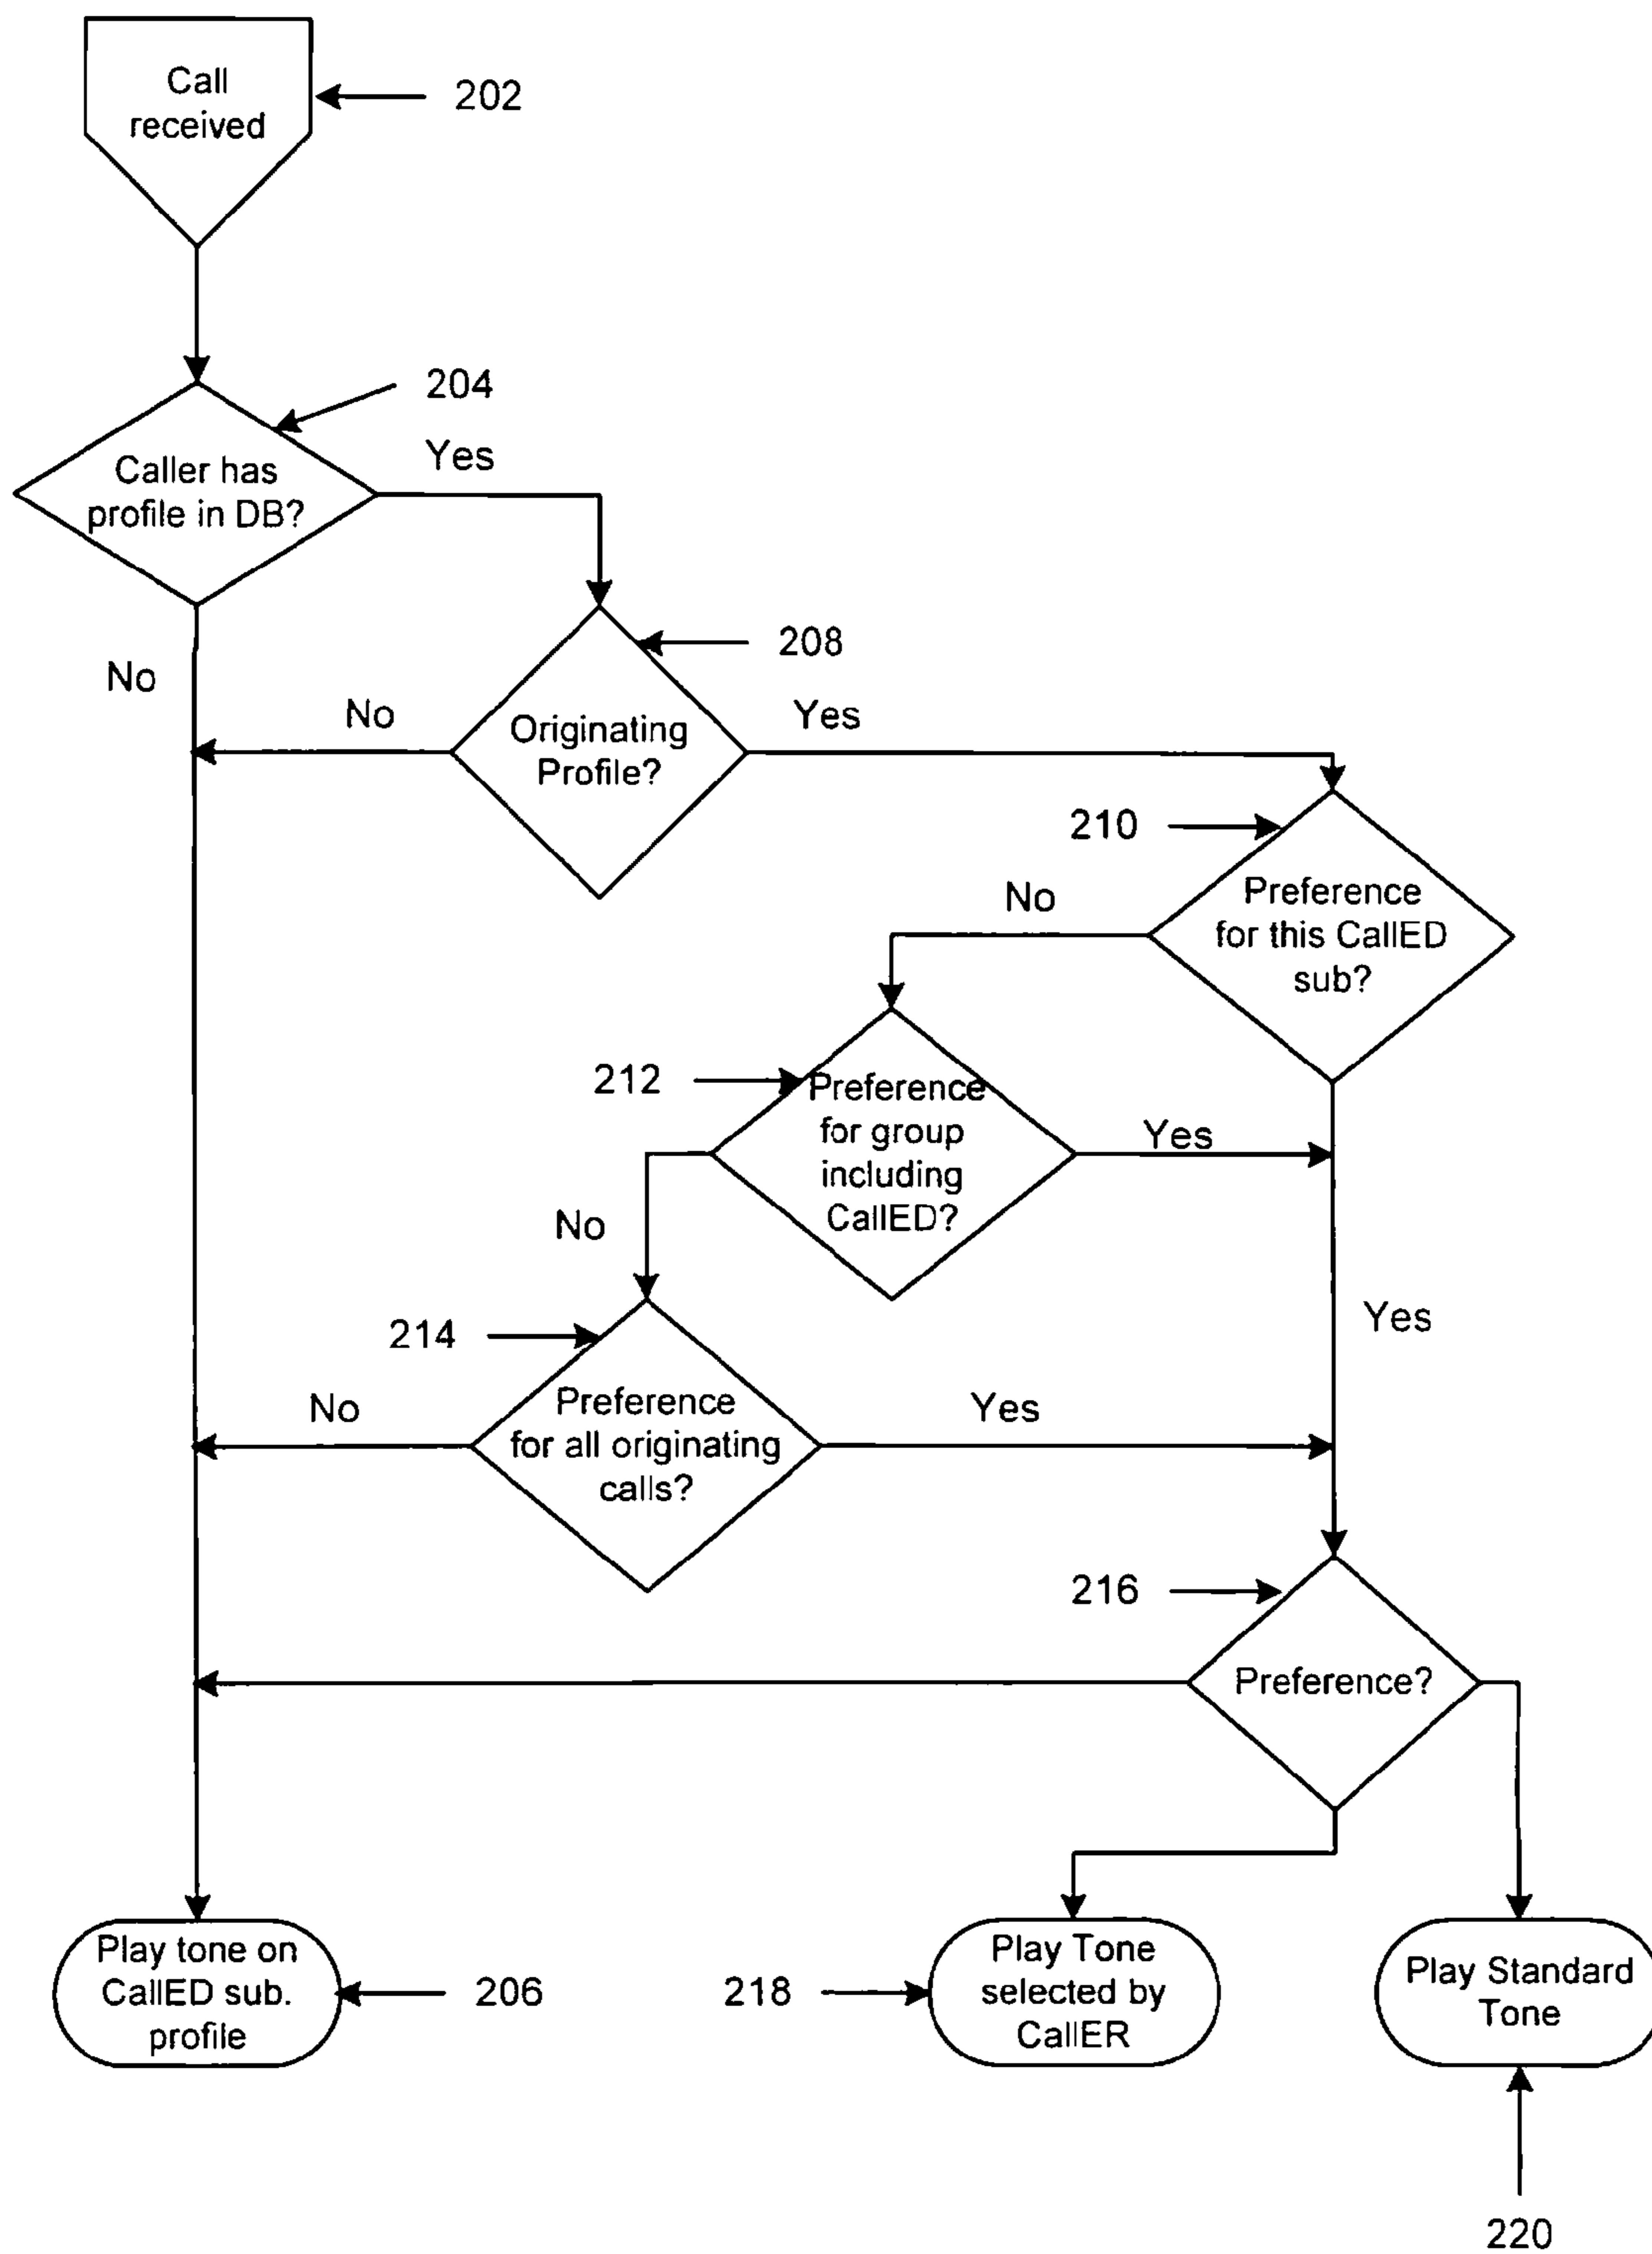 Call
received
202
204
Yes
Caller has
profile in DB?
208
No
No
Originating
Profile?
Yes
210
Preference
for this CallED
sub?
No
212
Preference
for group
including
CallED?
Yes
No
Yes
214
Preference
for all originating
calls?
No
Yes
216
Preference?
Play tone on
CallED sub.
profile
206
218
Play Tone
selected by
CallER
Play Standard
Tone
220